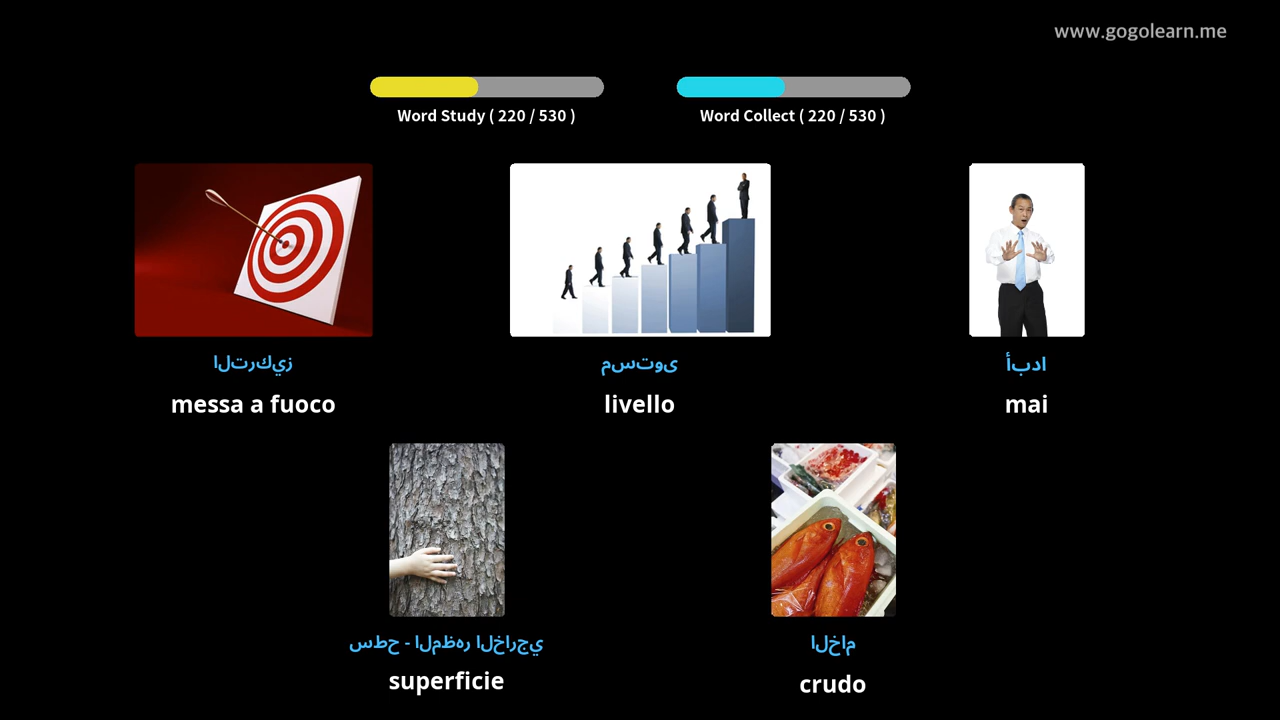 www.gogolearn.me
Word Study ( 220 / 530 )
Word Collect ( 220 / 530 )
التركيز
messa a fuoco
مستوى
livello
أبدا
mai
سطح - المظهر الخارجي
superficie
الخام
crudo